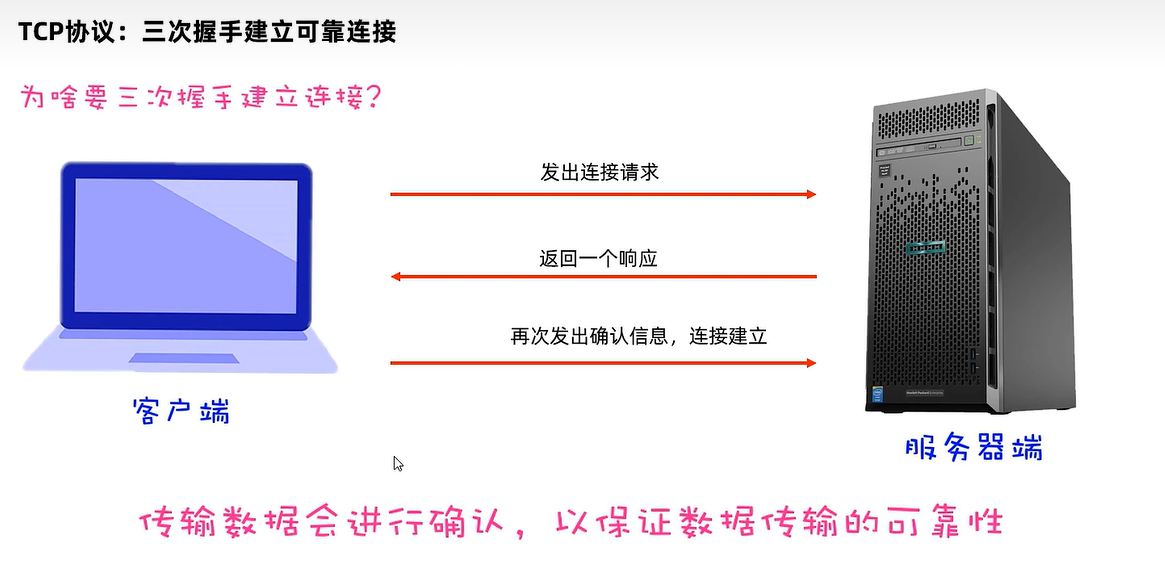 TCP协议：三次握手建立可靠连接
为啥要三次握手建立连接？
发出连接请求
返回一个响应
再次发出确认信息，连接建立
客户端
服务器端
传输数据会进行确认，以保证数据传输的可靠性